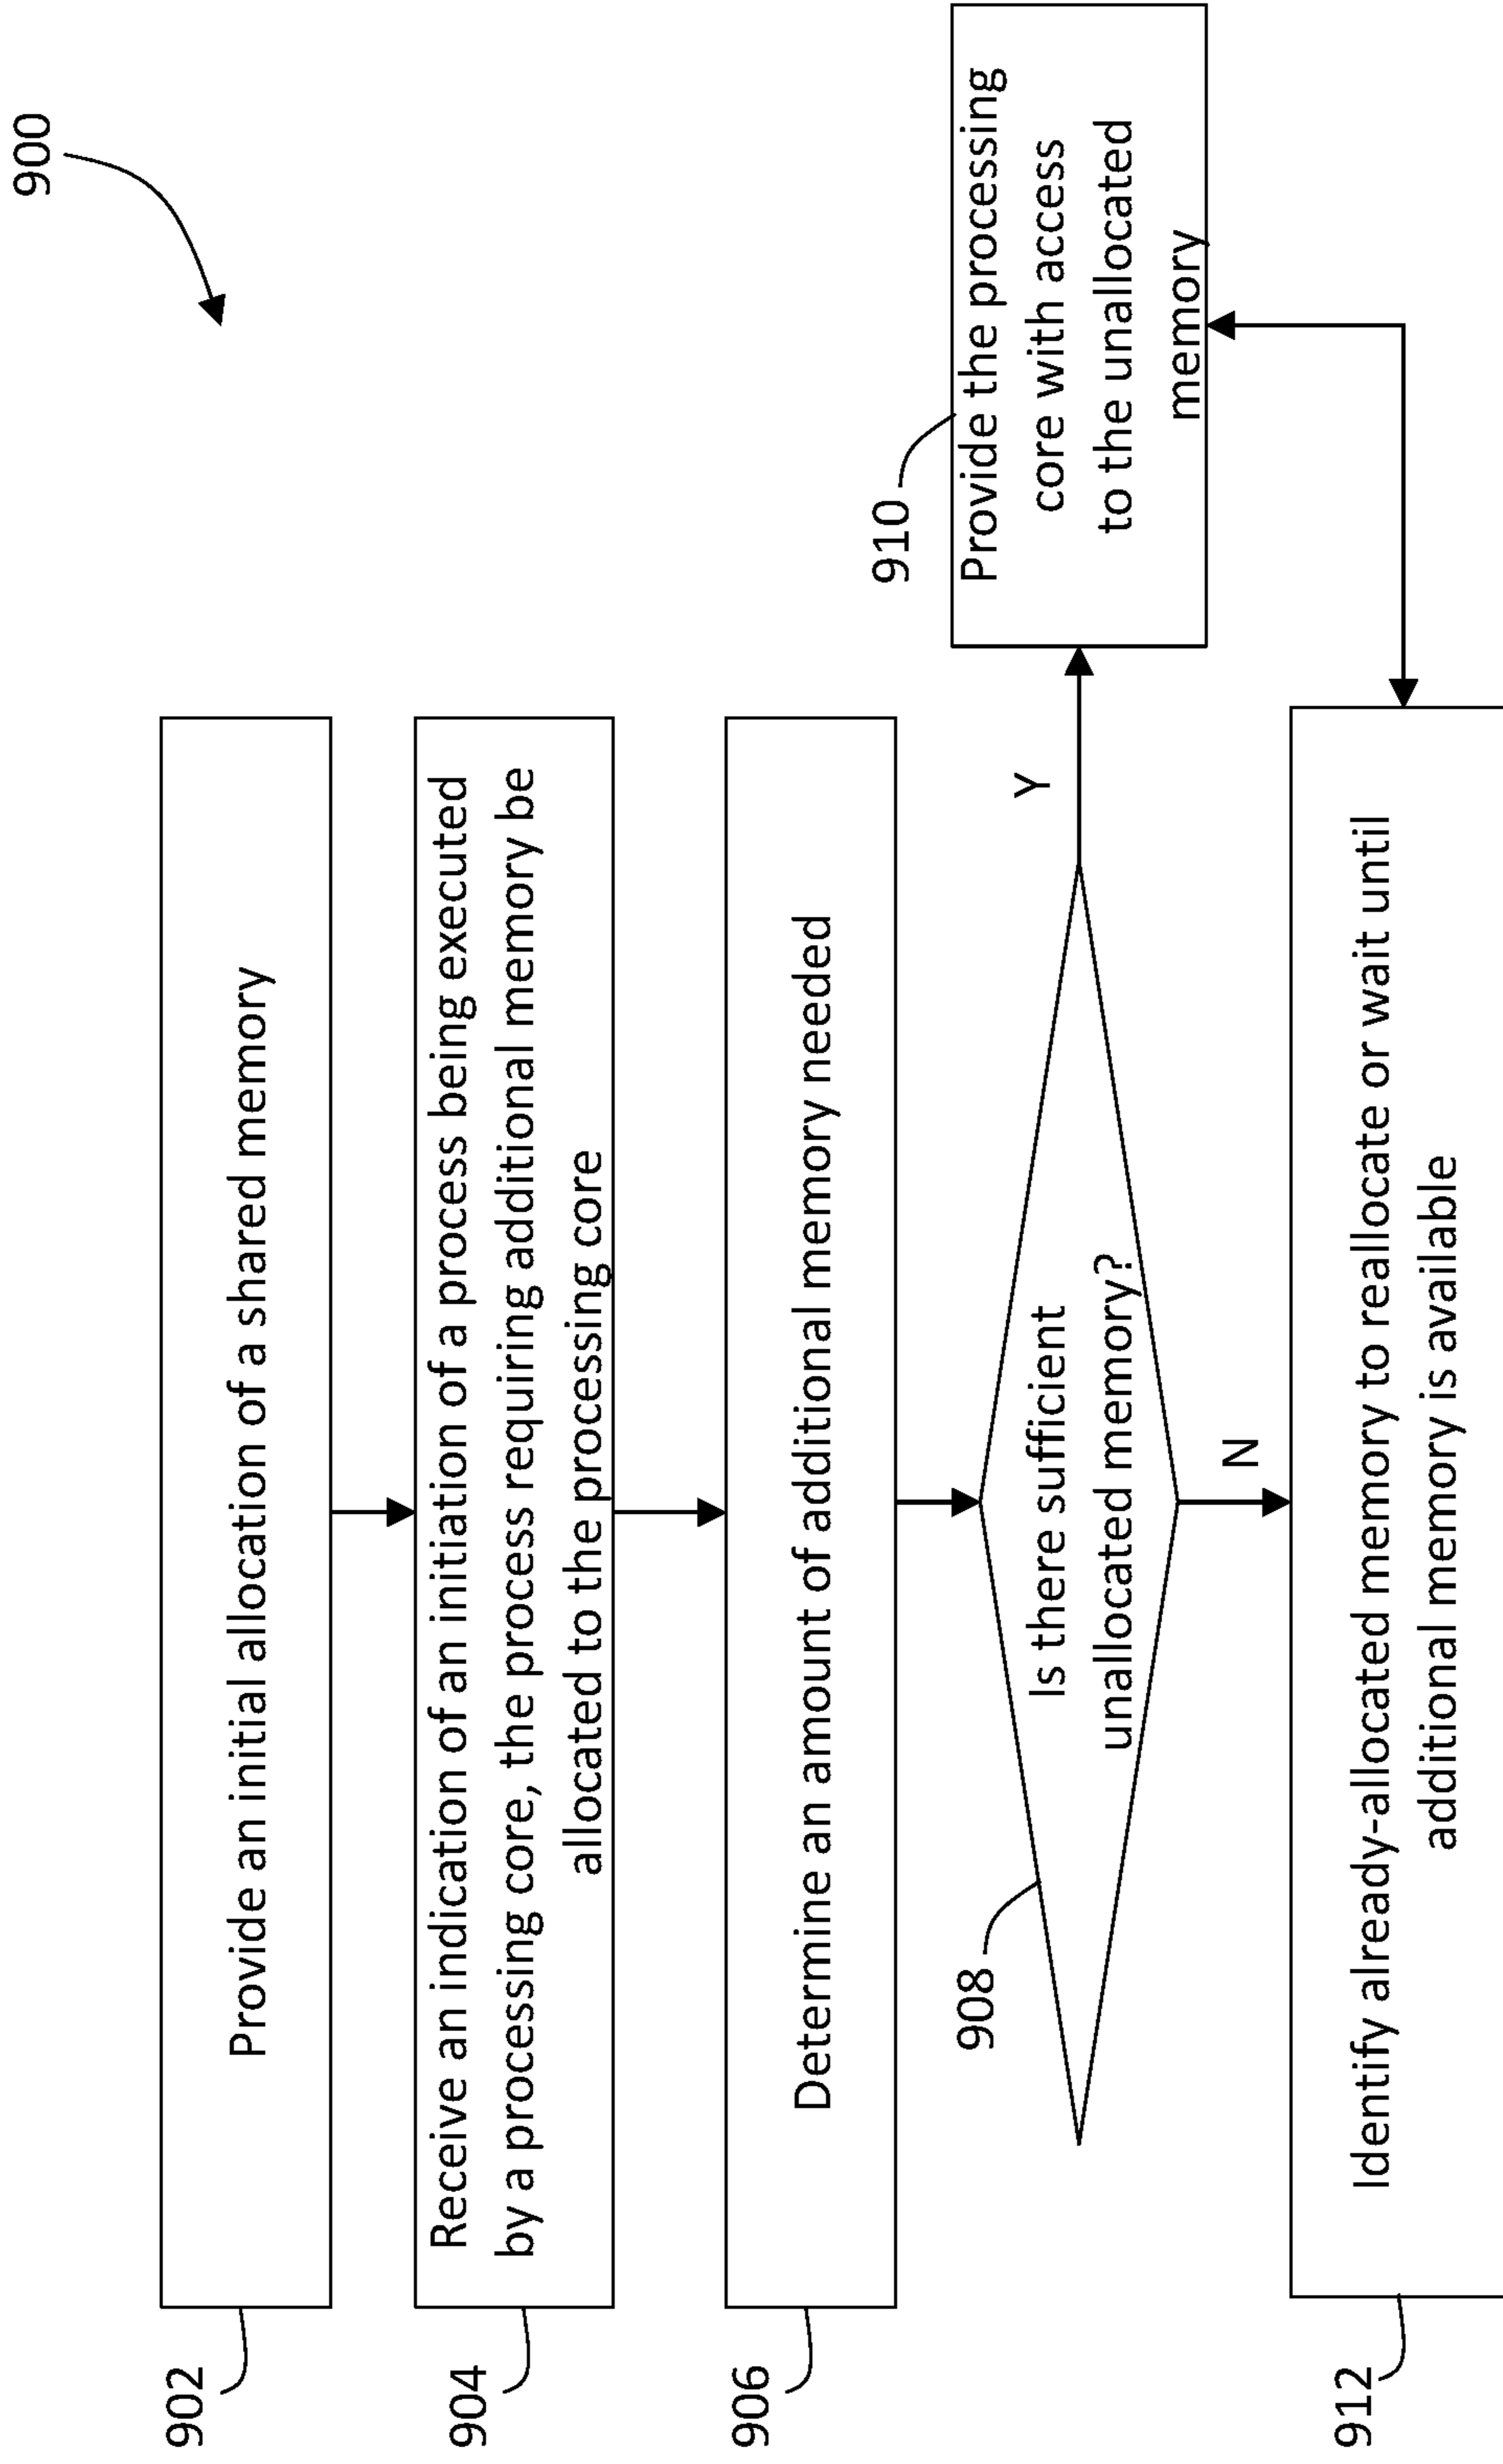 900
902
Provide an initial allocation of a shared memory
904
Receive an indication of an initiation of a process being executed
by a processing core, the process requiring additional memory be
allocated to the processing core
906
Determine an amount of additional memory needed
908
Is there sufficient
unallocated memory?
Y
910
Provide the processing
core with access
to the unallocated
memory
N
912
Identify already-allocated memory to reallocate or wait until
additional memory is available